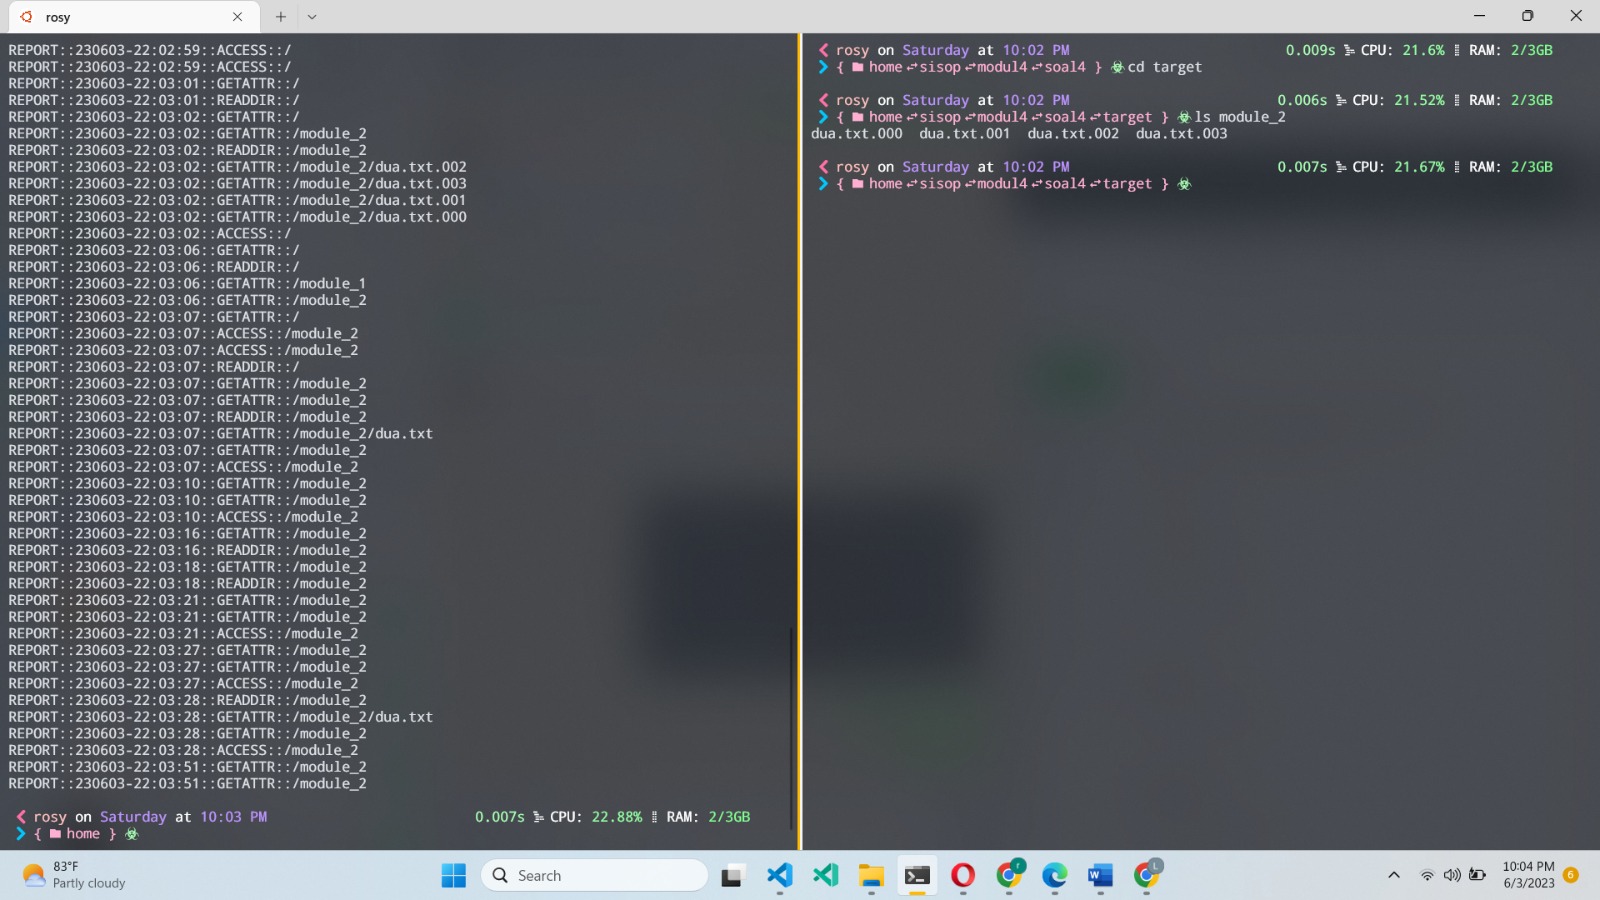 rosy
REPORT::230603-22:02:59::ACCESS::/
REPORT::230603-22:02:59::ACCESS::/
REPORT::230603-22:03:01::GETATTR::/
REPORT::230603-22:03:01::READDIR::/
REPORT::230603-22:03:02::GETATTR::/
REPORT::230603-22:03:02::GETATTR::/module_2
REPORT::230603-22:03:02::READDIR::/module_2
REPORT::230603-22:03:02::GETATTR::/module_2/dua.txt.002
REPORT::230603-22:03:02::GETATTR::/module_2/dua.txt.003
REPORT::230603-22:03:02::GETATTR::/module_2/dua.txt.001
REPORT::230603-22:03:02::GETATTR::/module_2/dua.txt.000
REPORT::230603-22:03:02::ACCESS::/
REPORT::230603-22:03:06::GETATTR::/
REPORT::230603-22:03:06::READDIR::/
REPORT::230603-22:03:06::GETATTR::/module_1
REPORT::230603-22:03:06::GETATTR::/module_2
REPORT::230603-22:03:07::GETATTR::/
REPORT::230603-22:03:07::ACCESS::/module_2
REPORT::230603-22:03:07::ACCESS::/module_2
REPORT::230603-22:03:07::READDIR::/
REPORT::230603-22:03:07::GETATTR::/module_2
REPORT::230603-22:03:07::GETATTR::/module_2
REPORT::230603-22:03:07::READDIR::/module_2
REPORT::230603-22:03:07::GETATTR::/module_2/dua.txt
REPORT::230603-22:03:07::GETATTR::/module_2
REPORT::230603-22:03:07::ACCESS::/module_2
REPORT::230603-22:03:10::GETATTR::/module_2
REPORT::230603-22:03:10::GETATTR::/module_2
REPORT::230603-22:03:10::ACCESS::/module_2
REPORT::230603-22:03:16::GETATTR::/module_2
REPORT::230603-22:03:16::READDIR::/module_2
REPORT::230603-22:03:18::GETATTR::/module_2
REPORT::230603-22:03:18::READDIR::/module_2
REPORT::230603-22:03:21::GETATTR::/module_2
REPORT::230603-22:03:21::GETATTR::/module_2
REPORT::230603-22:03:21::ACCESS::/module_2
REPORT::230603-22:03:27::GETATTR::/module_2
REPORT::230603-22:03:27::GETATTR::/module_2
REPORT::230603-22:03:27::ACCESS::/module_2
REPORT::230603-22:03:28::READDIR::/module_2
REPORT::230603-22:03:28::GETATTR::/module_2/dua.txt
REPORT::230603-22:03:28::GETATTR::/module_2
REPORT::230603-22:03:28::ACCESS::/module_2
REPORT::230603-22:03:51::GETATTR::/module_2
REPORT::230603-22:03:51::GETATTR::/module_2
rosy on Saturday at 10:03 PM 0.007s CPU: 22.88% RAM: 2/3GB
{ home }
rosy on Saturday at 10:02 PM 0.009s CPU: 21.6% RAM: 2/3GB
{ home sisop modul4 soal4 } cd target
rosy on Saturday at 10:02 PM 0.006s CPU: 21.52% RAM: 2/3GB
{ home sisop modul4 soal4 target } ls module_2
dua.txt.000 dua.txt.001 dua.txt.002 dua.txt.003
rosy on Saturday at 10:02 PM 0.007s CPU: 21.67% RAM: 2/3GB
{ home sisop modul4 soal4 target }
83°F
Partly cloudy
Search
r
L
10:04 PM
6/3/2023
6